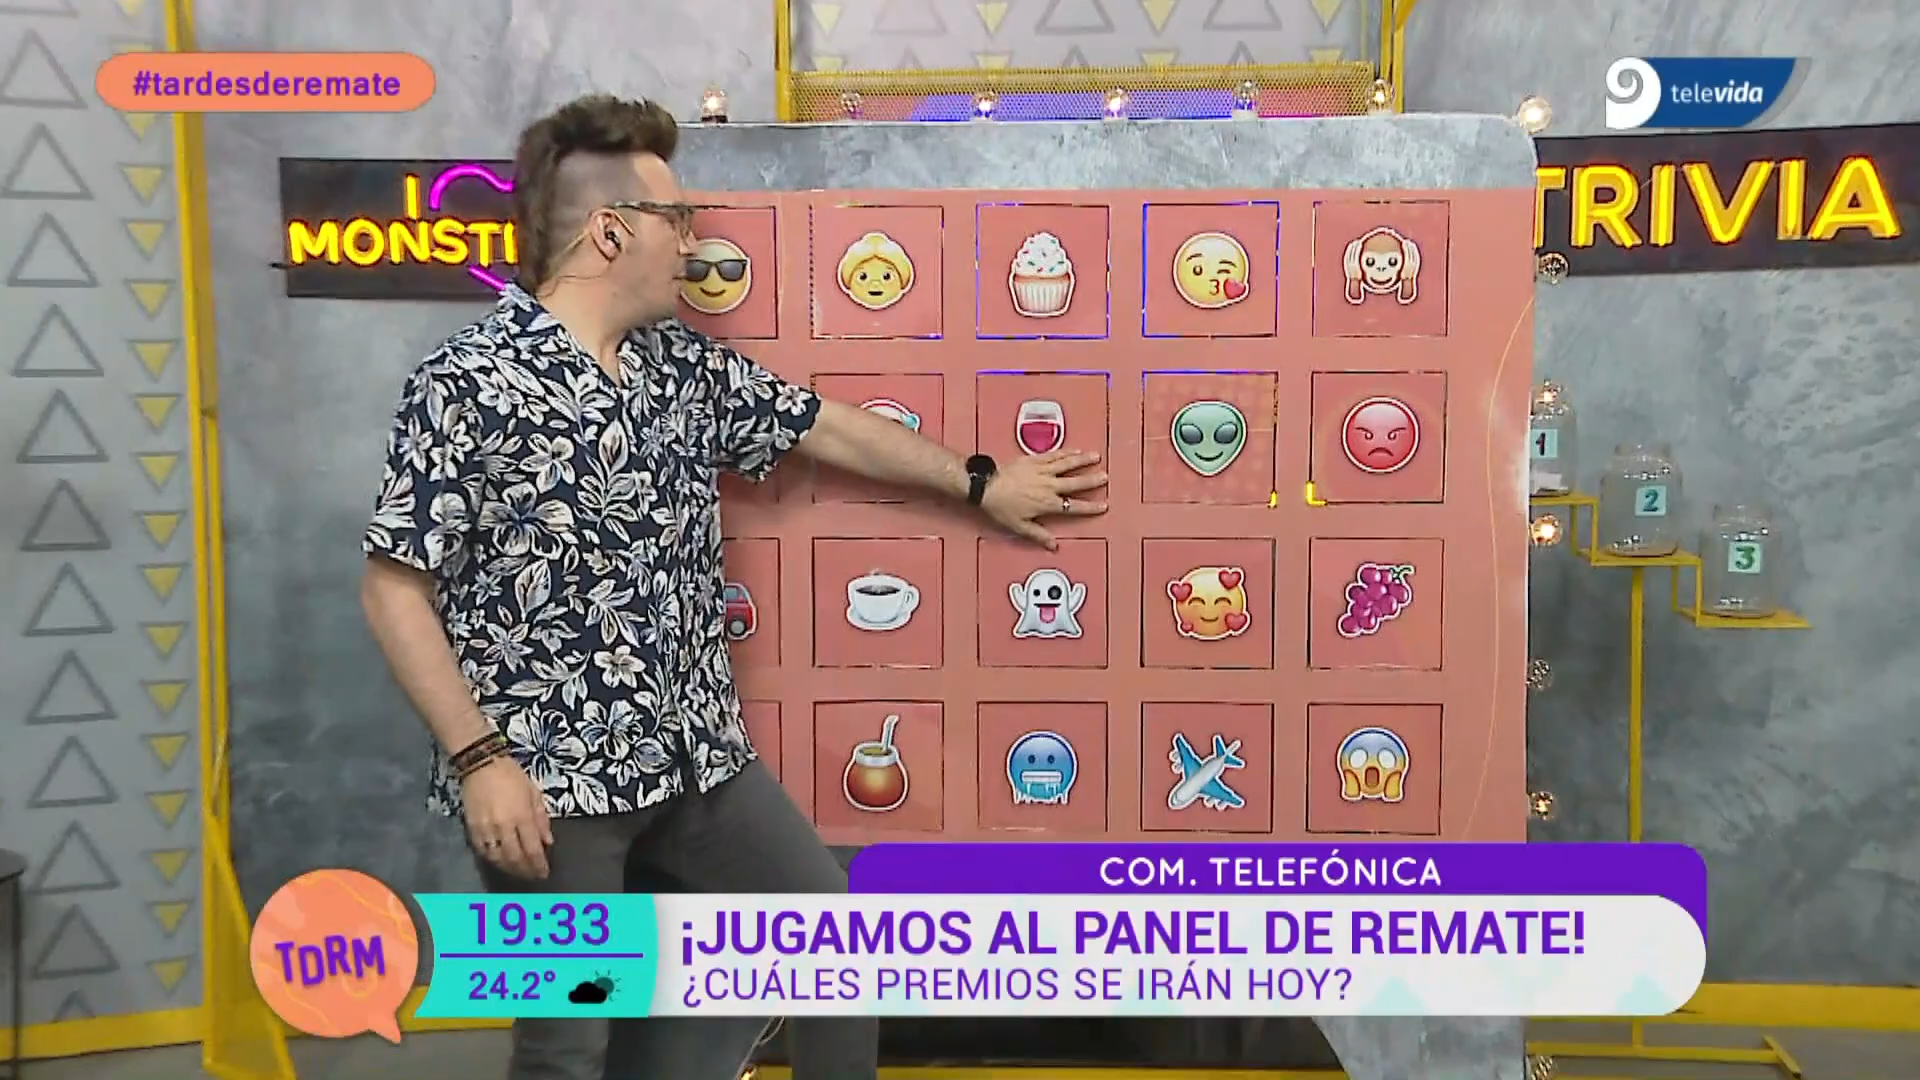 #tardesderemate
9 televida
I
MONST
TRIVIA
1
2
3
COM. TELEFÓNICA
TDRM
19:33
24.2°
¡JUGAMOS AL PANEL DE REMATE!
¿CUÁLES PREMIOS SE IRÁN HOY?